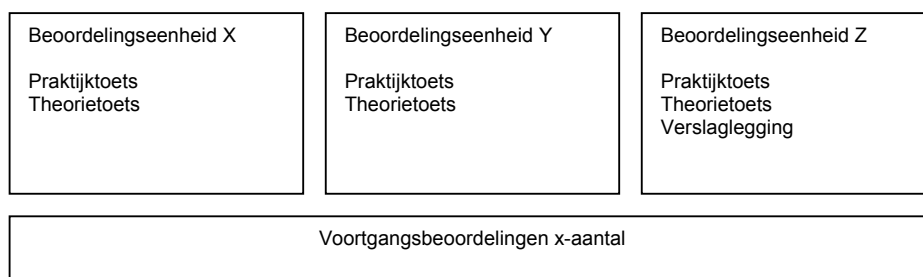 Beoordelingseenheid X
Praktijktoets
Theorietoets
Beoordelingseenheid Y
Praktijktoets
Theorietoets
Beoordelingseenheid Z
Praktijktoets
Theorietoets
Verslaglegging
Voortgangsbeoordelingen x-aantal